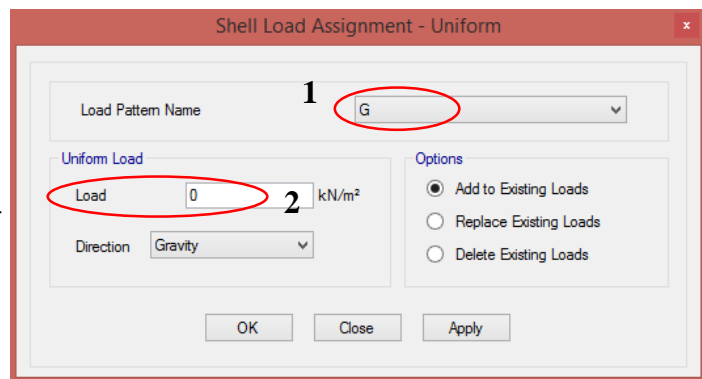 Shell Load Assignment - Uniform
x
1
Load Pattern Name G
Uniform Load
Load 0 2 kN/m²
Direction Gravity
Options
Add to Existing Loads
Replace Existing Loads
Delete Existing Loads
OK Close Apply